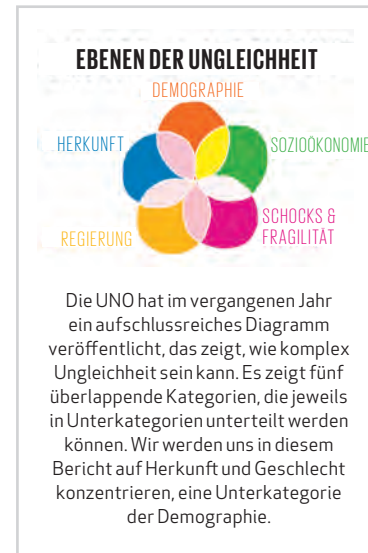 EBENEN DER UNGLEICHHEIT
DEMOGRAPHIE
HERKUNFT
SOZIOÖKONOMIE
REGIERUNG
SCHOCKS &
FRAGILITÄT
Die UNO hat im vergangenen Jahr
ein aufschlussreiches Diagramm
veröffentlicht, das zeigt, wie komplex
Ungleichheit sein kann. Es zeigt fünf
überlappende Kategorien, die jeweils
in Unterkategorien unterteilt werden
können. Wir werden uns in diesem
Bericht auf Herkunft und Geschlecht
konzentrieren, eine Unterkategorie
der Demographie.